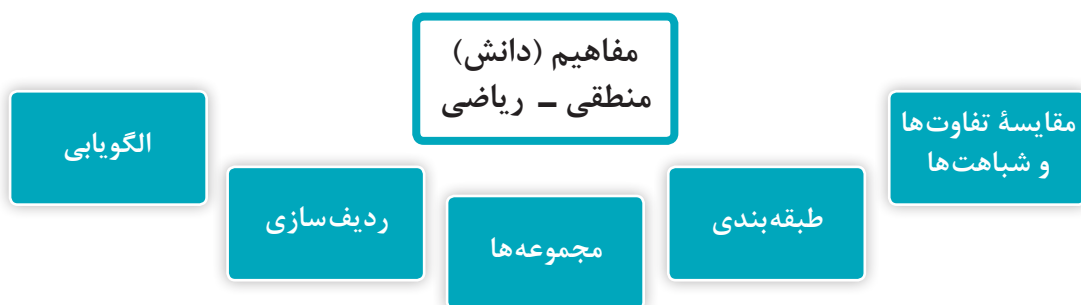 مفاهیم (دانش)
منطقی ـ ریاضی
مقایسهٔ تفاوت‌ها
و شباهت‌ها
طبقه‌بندی
مجموعه‌ها
ردیف‌سازی
الگویابی